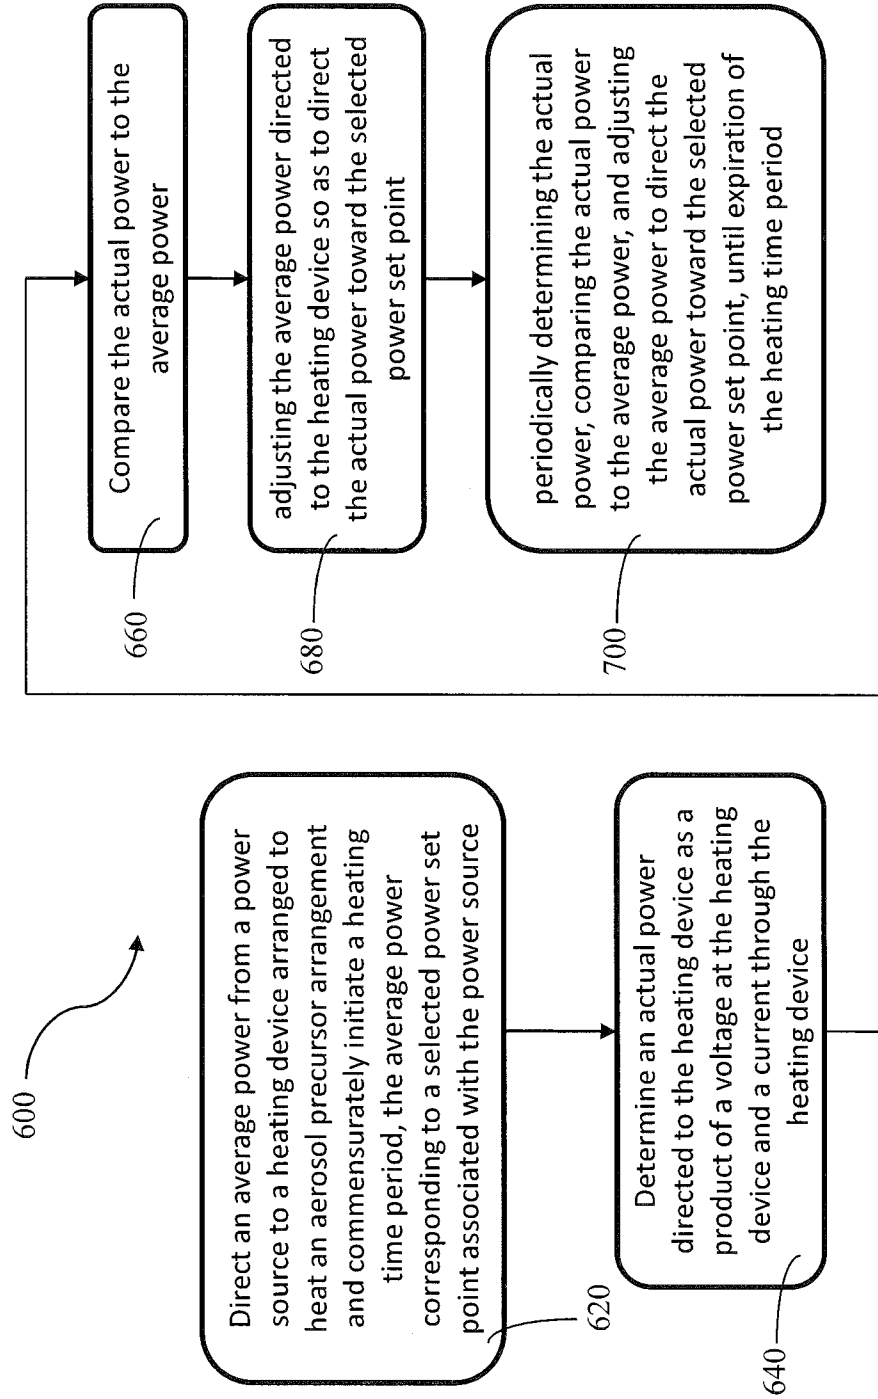 600
Direct an average power from a power
source to a heating device arranged to
heat an aerosol precursor arrangement
and commensurately initiate a heating
time period, the average power
corresponding to a selected power set
point associated with the power source
620
Determine an actual power
directed to the heating device as a
product of a voltage at the heating
device and a current through the
heating device
640
Compare the actual power to the
average power
660
adjusting the average power directed
to the heating device so as to direct
the actual power toward the selected
power set point
680
periodically determining the actual
power, comparing the actual power
to the average power, and adjusting
the average power to direct the
actual power toward the selected
power set point, until expiration of
the heating time period
700